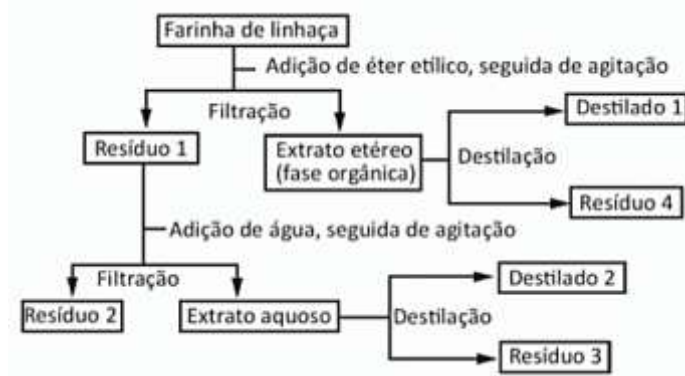 Farinha de linhaça
Adição de éter etílico, seguida de agitação
Filtração
Destilado 1
Resíduo 1
Extrato etéreo
(fase orgânica)
Destilação
Resíduo 4
Adição de água, seguida de agitação
Filtração
Destilado 2
Resíduo 2
Extrato aquoso
Destilação
Resíduo 3